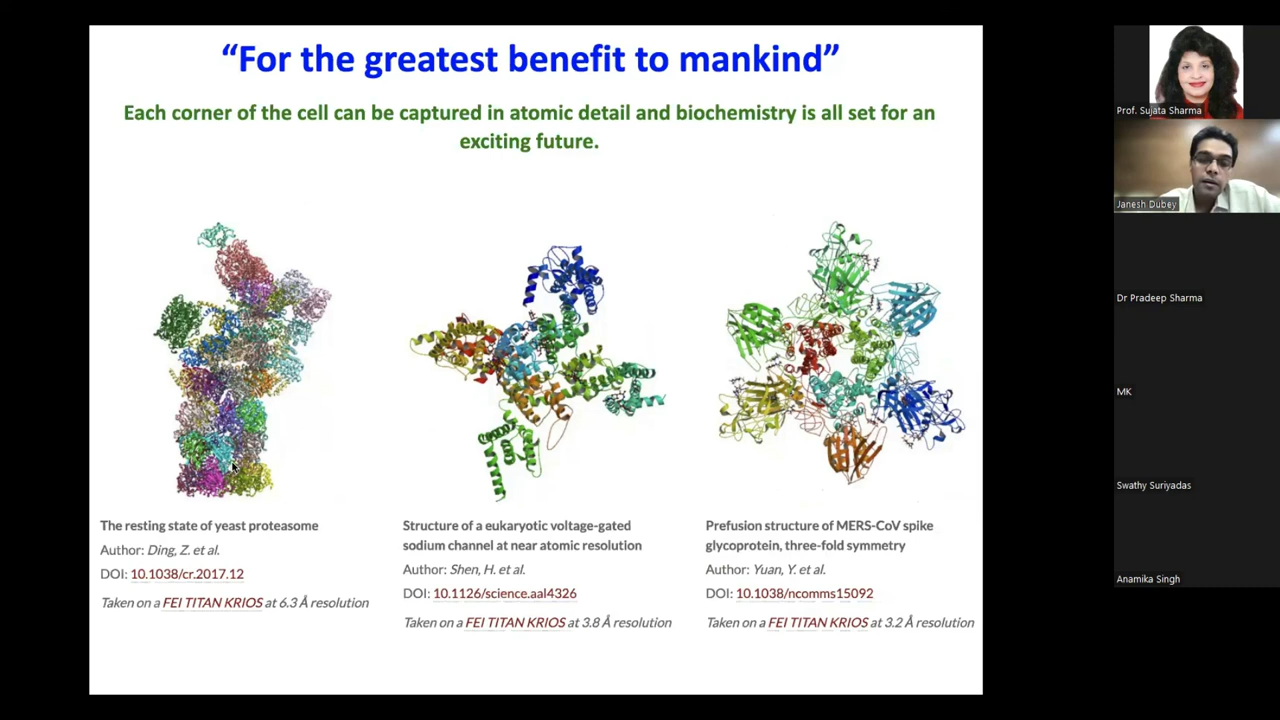 “For the greatest benefit to mankind”
Each corner of the cell can be captured in atomic detail and biochemistry is all set for an
exciting future.
The resting state of yeast proteasome
Author: Ding, Z. et al.
DOI: 10.1038/cr.2017.12
Taken on a FEI TITAN KRIOS at 6.3 Å resolution
Structure of a eukaryotic voltage-gated
sodium channel at near atomic resolution
Author: Shen, H. et al.
DOI: 10.1126/science.aal4326
Taken on a FEI TITAN KRIOS at 3.8 Å resolution
Prefusion structure of MERS-CoV spike
glycoprotein, three-fold symmetry
Author: Yuan, Y. et al.
DOI: 10.1038/ncomms15092
Taken on a FEI TITAN KRIOS at 3.2 Å resolution
Prof. Sujata Sharma
Janesh Dubey
Dr Pradeep Sharma
MK
Swathy Suriyadas
Anamika Singh